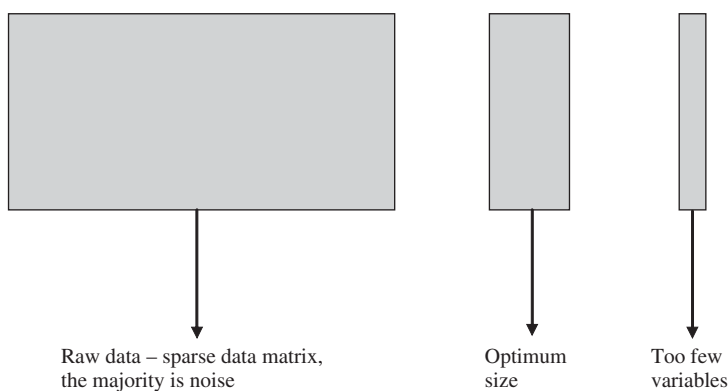 Raw data – sparse data matrix,
the majority is noise
Optimum
size
Too few
variables